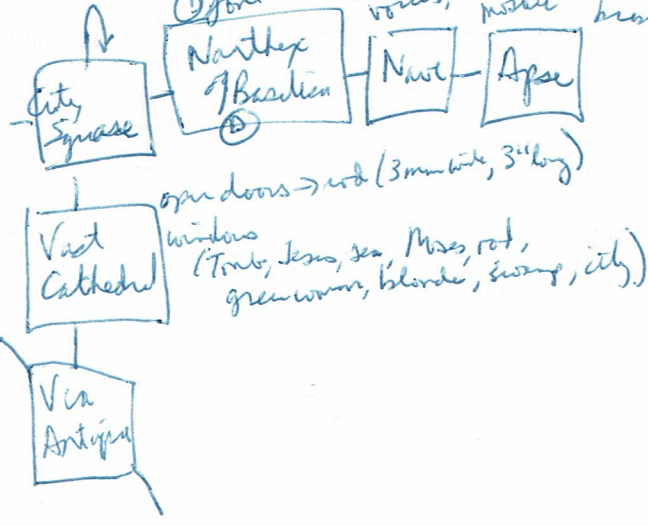 voices,
City
Square
Narthex
of Basilica
D
Nave
Apse
open doors → rod (3mm wide, 3" long)
Vast
Cathedral
windows
(Tomb, Jesus, sea, Moses, rod,
green woman, blonde, swamp, city)
Via
Antiqua